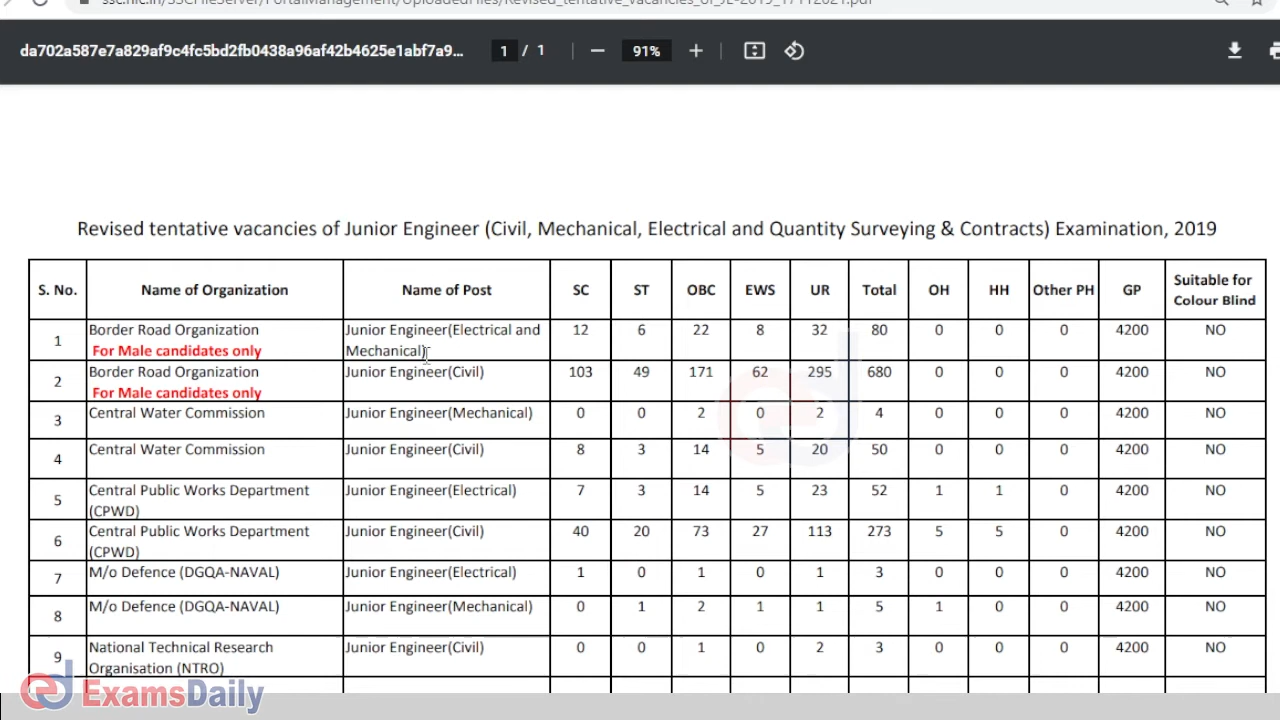 ssc.nic.in/SSCFileServer/PortalManagement/UploadedFiles/Revised_tentative_vacancies_of_JE-2019_17112021.pdf
da702a587e7a829af9c4fc5bd2fb0438a96af42b4625e1abf7a9... 1 / 1 91%
Revised tentative vacancies of Junior Engineer (Civil, Mechanical, Electrical and Quantity Surveying & Contracts) Examination, 2019
S. No. Name of Organization Name of Post SC ST OBC EWS UR Total OH HH Other PH GP Suitable for
Colour Blind
1 Border Road Organization Junior Engineer(Electrical and 12 6 22 8 32 80 0 0 0 4200 NO
For Male candidates only Mechanical)
2 Border Road Organization Junior Engineer(Civil) 103 49 171 62 295 680 0 0 0 4200 NO
For Male candidates only
3 Central Water Commission Junior Engineer(Mechanical) 0 0 2 0 2 4 0 0 0 4200 NO
4 Central Water Commission Junior Engineer(Civil) 8 3 14 5 20 50 0 0 0 4200 NO
5 Central Public Works Department Junior Engineer(Electrical) 7 3 14 5 23 52 1 1 0 4200 NO
(CPWD)
6 Central Public Works Department Junior Engineer(Civil) 40 20 73 27 113 273 5 5 0 4200 NO
(CPWD)
7 M/o Defence (DGQA-NAVAL) Junior Engineer(Electrical) 1 0 1 0 1 3 0 0 0 4200 NO
8 M/o Defence (DGQA-NAVAL) Junior Engineer(Mechanical) 0 1 2 1 1 5 1 0 0 4200 NO
9 National Technical Research Junior Engineer(Civil) 0 0 1 0 2 3 0 0 0 4200 NO
Organisation (NTRO)
ed ExamsDaily